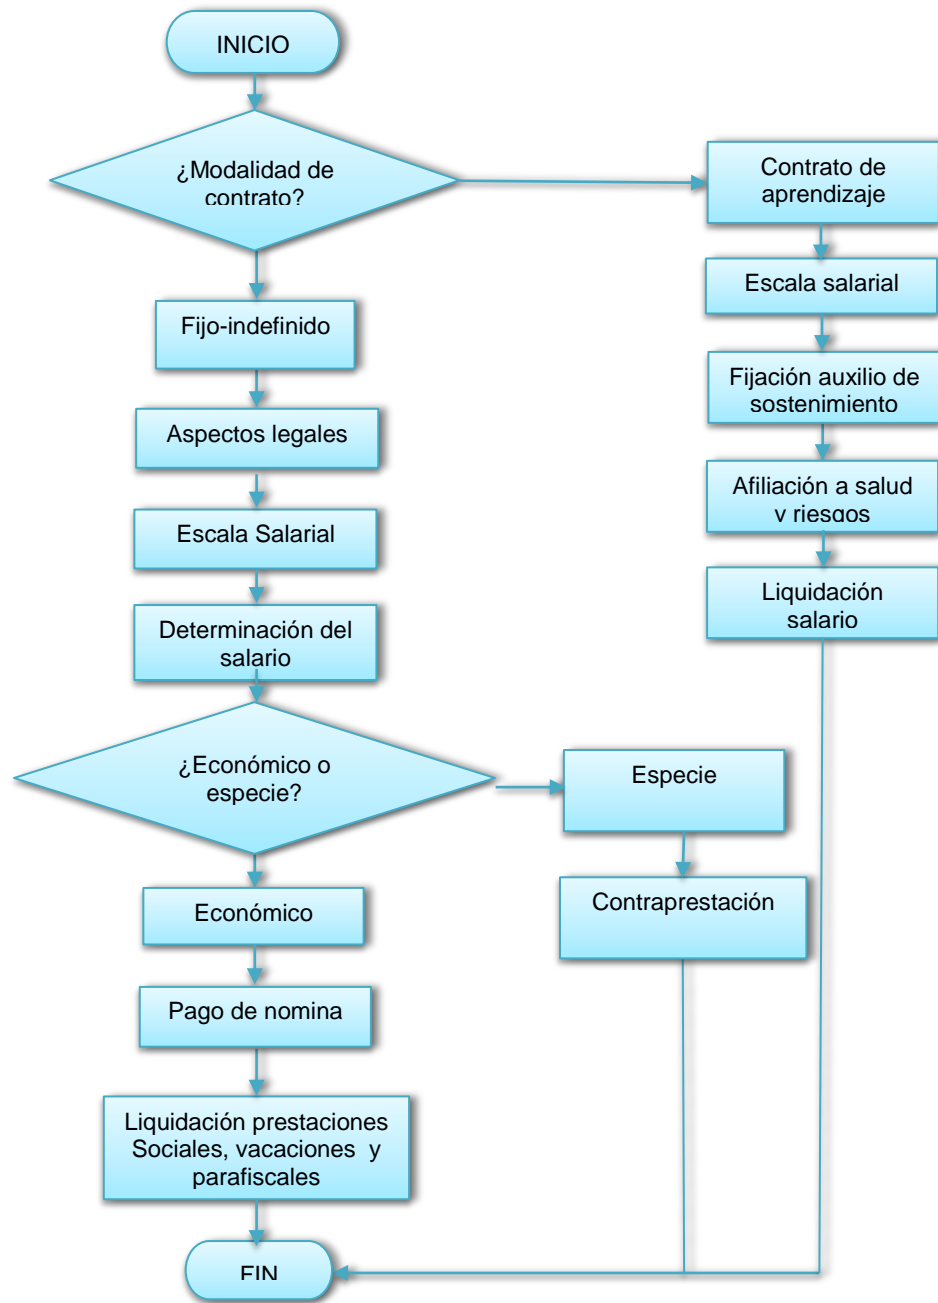 INICIO
¿Modalidad de
contrato?
Contrato de
aprendizaje
Escala salarial
Fijación auxilio de
sostenimiento
Afiliación a salud
y riesgos
Liquidación
salario
Fijo-indefinido
Aspectos legales
Escala Salarial
Determinación del
salario
¿Económico o
especie?
Especie
Contraprestación
Económico
Pago de nomina
Liquidación prestaciones
Sociales, vacaciones y
parafiscales
FIN